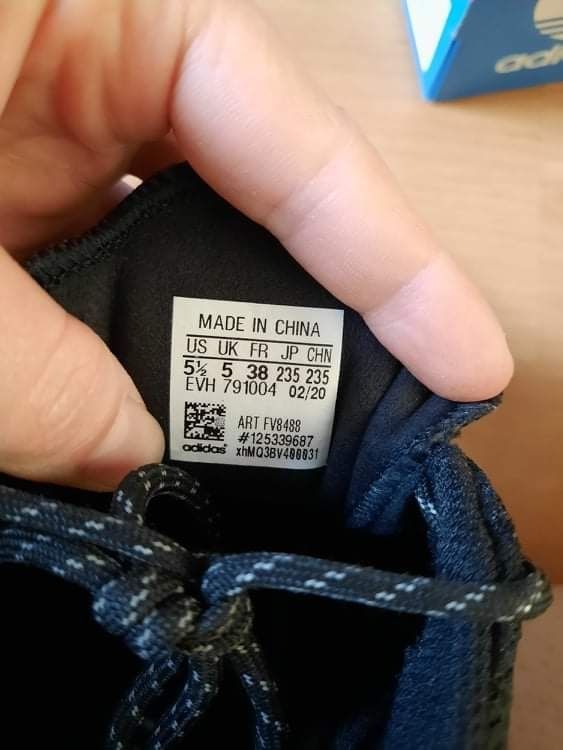 MADE IN CHINA
US UK FR JP CHN
5½ 5 38 235 235
EVH 791004 02/20
ART FV8488
#125339687
adidas xhMQ3BV400031